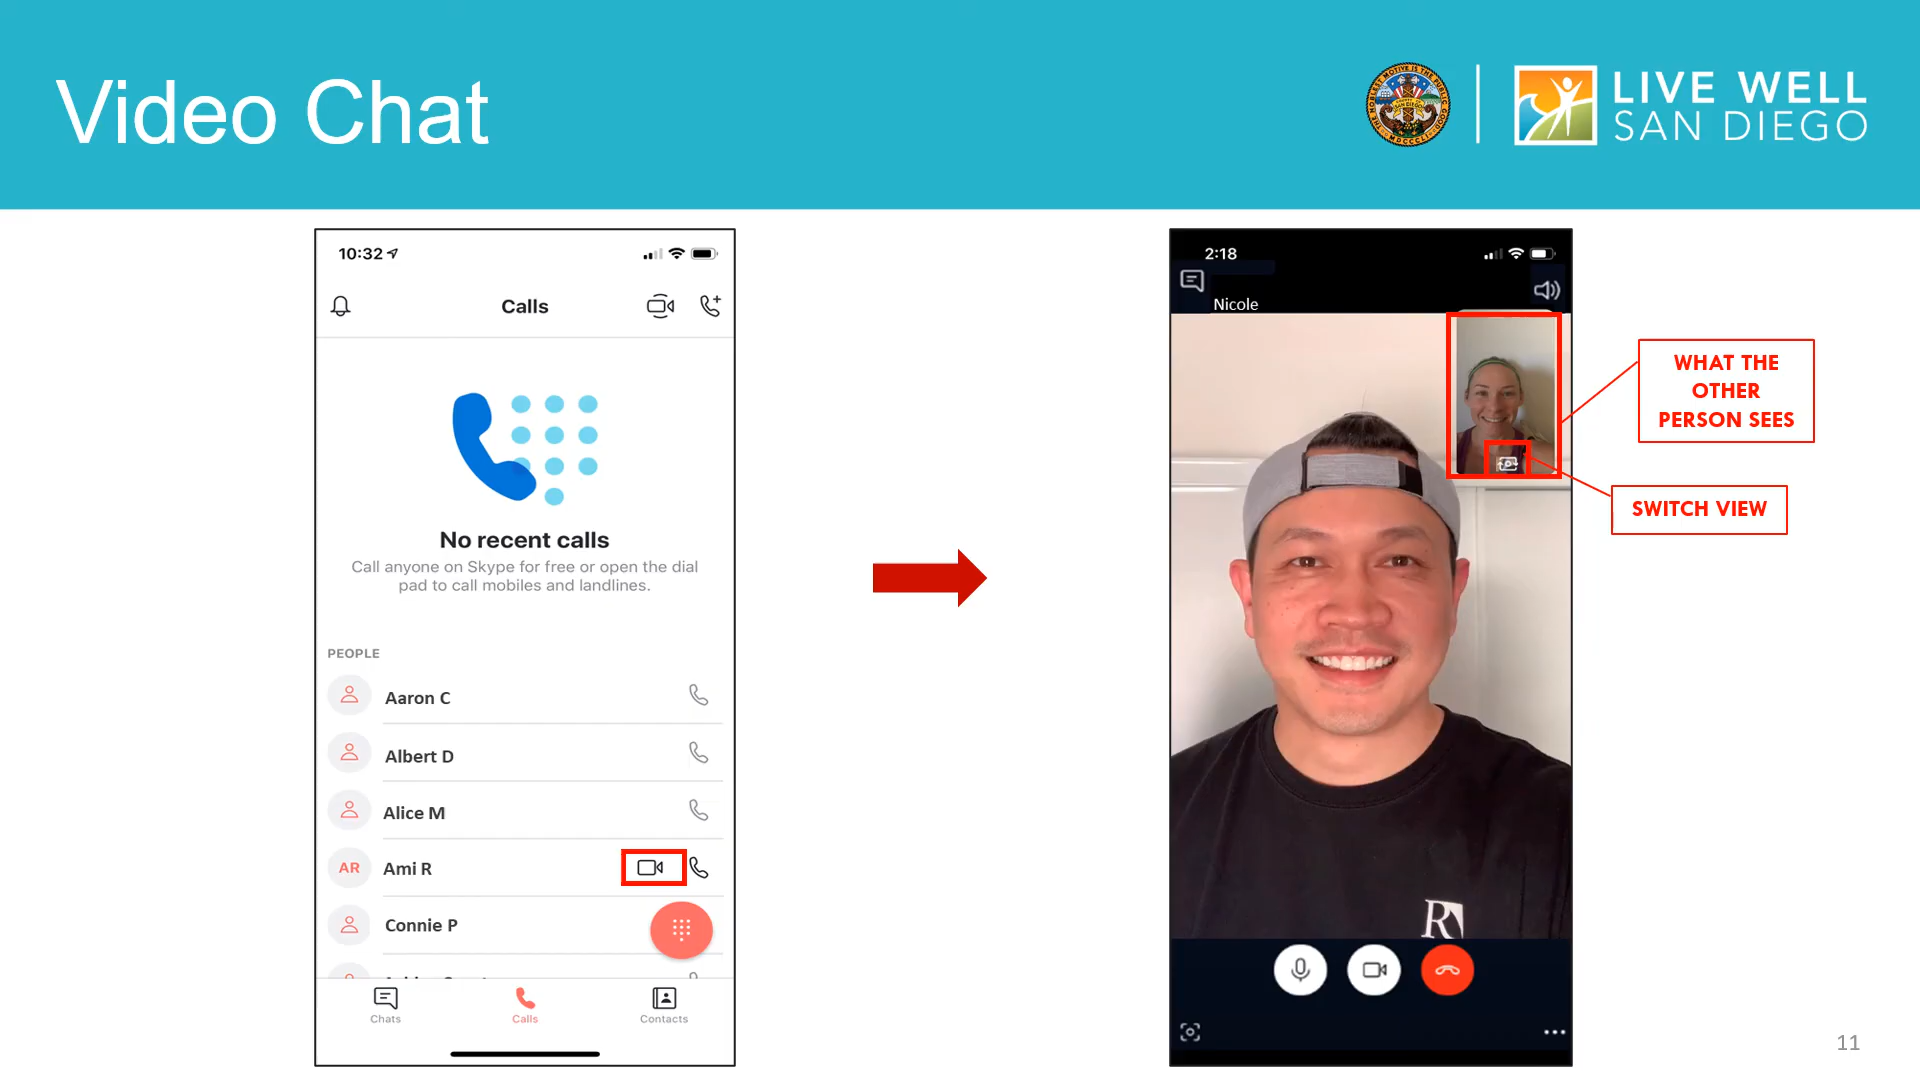 Video Chat
LIVE WELL
SAN DIEGO
10:32
Calls
No recent calls
Call anyone on Skype for free or open the dial
pad to call mobiles and landlines.
PEOPLE
Aaron C
Albert D
Alice M
AR
Ami R
Connie P
Chats
Calls
Contacts
2:18
Nicole
R
WHAT THE
OTHER
PERSON SEES
SWITCH VIEW
11